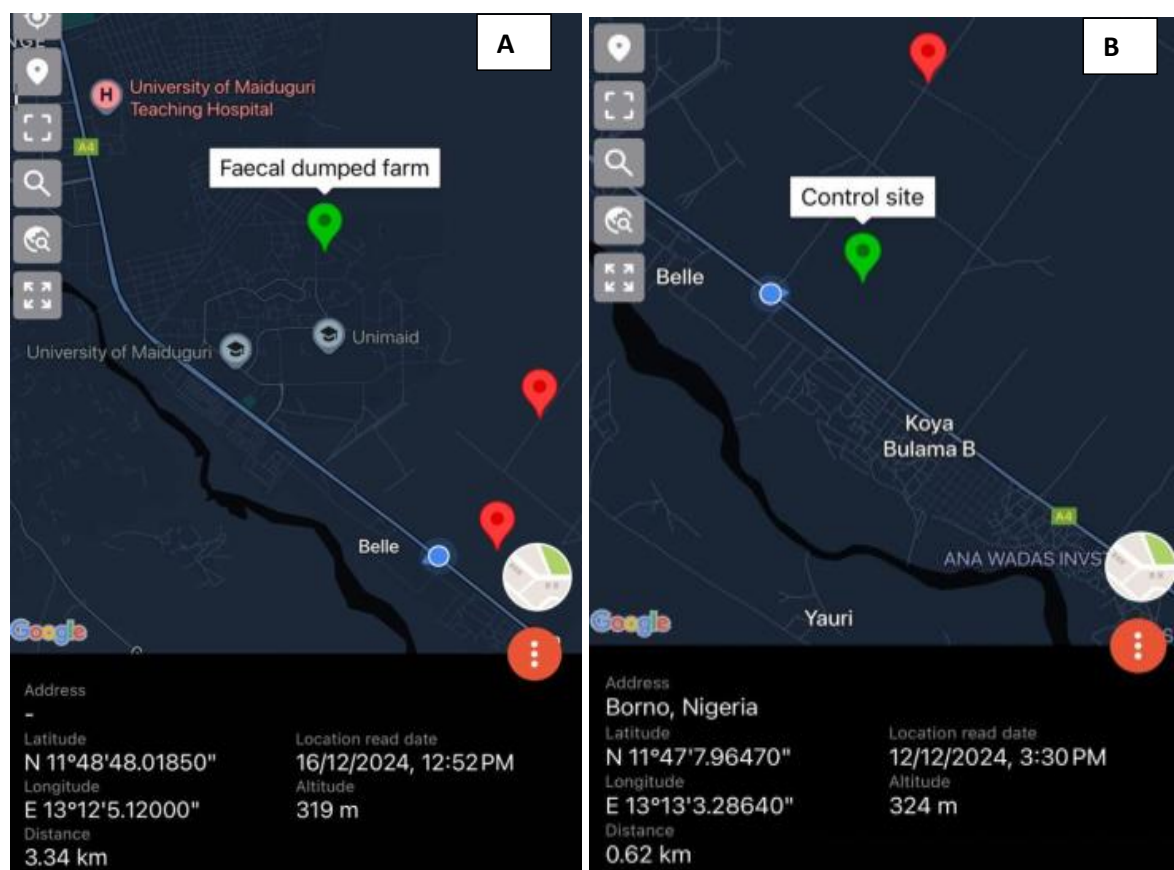 A
NGE
University of Maiduguri
Teaching Hospital
H
A4
Faecal dumped farm
University of Maiduguri
Unimaid
Belle
Google
Address
-
Latitude
N 11°48'48.01850"
Location read date
16/12/2024, 12:52 PM
Longitude
E 13°12'5.12000"
Altitude
319 m
Distance
3.34 km
B
Control site
Belle
Koya
Bulama B
A4
ANA WADAS INVST
Yauri
Google
Address
Borno, Nigeria
Latitude
N 11°47'7.96470"
Location read date
12/12/2024, 3:30 PM
Longitude
E 13°13'3.28640"
Altitude
324 m
Distance
0.62 km